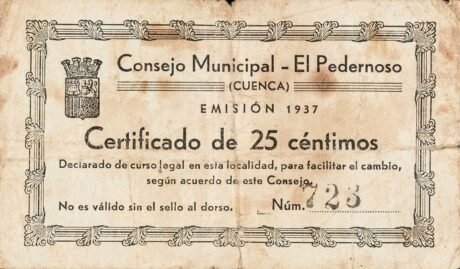 Consejo Municipal - El Pedernoso
(CUENCA)
EMISIÓN 1937
Certificado de 25 céntimos
Declarado de curso legal en esta localidad, para facilitar el cambio,
según acuerdo de este Consejo.
No es válido sin el sello al dorso. Núm. 723